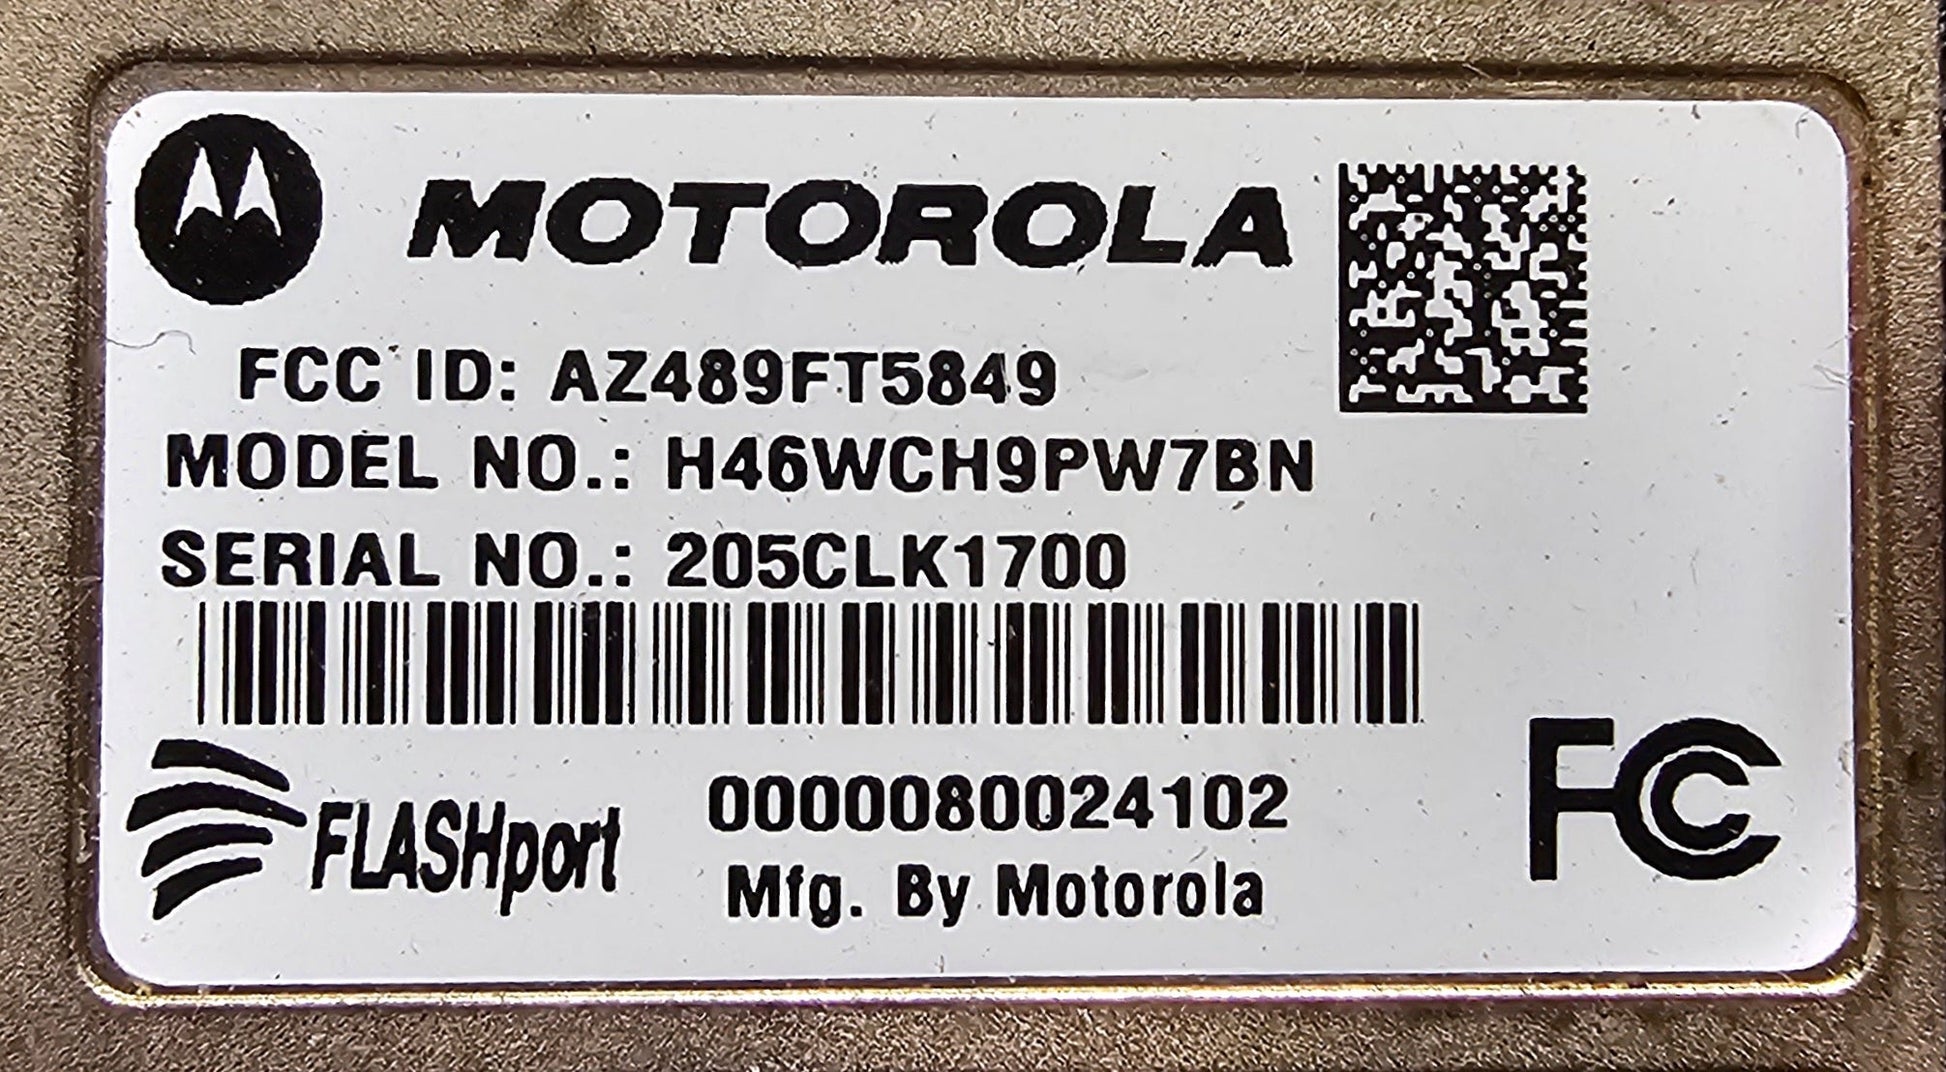 MOTOROLA
FCC ID: AZ489FT5849
MODEL NO.: H46WCH9PW7BN
SERIAL NO.: 205CLK1700
FLASHport
0000080024102
Mfg. By Motorola
FC